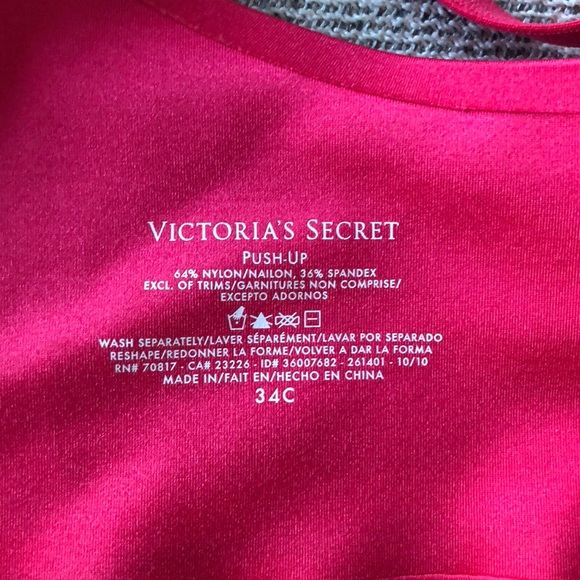 VICTORIA'S SECRET
PUSH-UP
64% NYLON/NAILON, 36% SPANDEX
EXCL. OF TRIMS/GARNITURES NON COMPRISE/
EXCEPTO ADORNOS
WASH SEPARATELY/LAVER SÉPARÉMENT/LAVAR POR SEPARADO
RESHAPE/REDONNER LA FORME/VOLVER A DAR LA FORMA
RN# 70817 - CA# 23226 - ID# 36007682 - 261401 - 10/10
MADE IN/FAIT EN/HECHO EN CHINA
34C